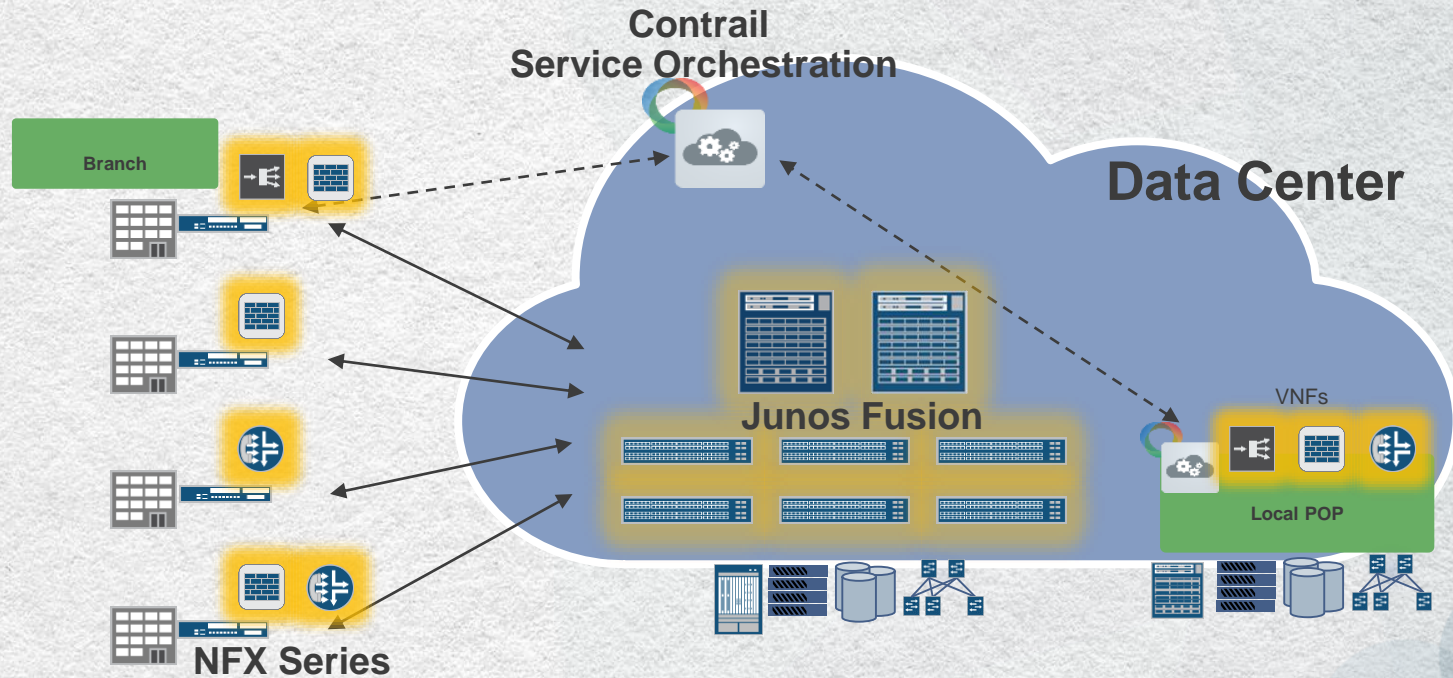 Contrail
Service Orchestration
Branch
Data Center
Junos Fusion
VNFs
Local POP
NFX Series